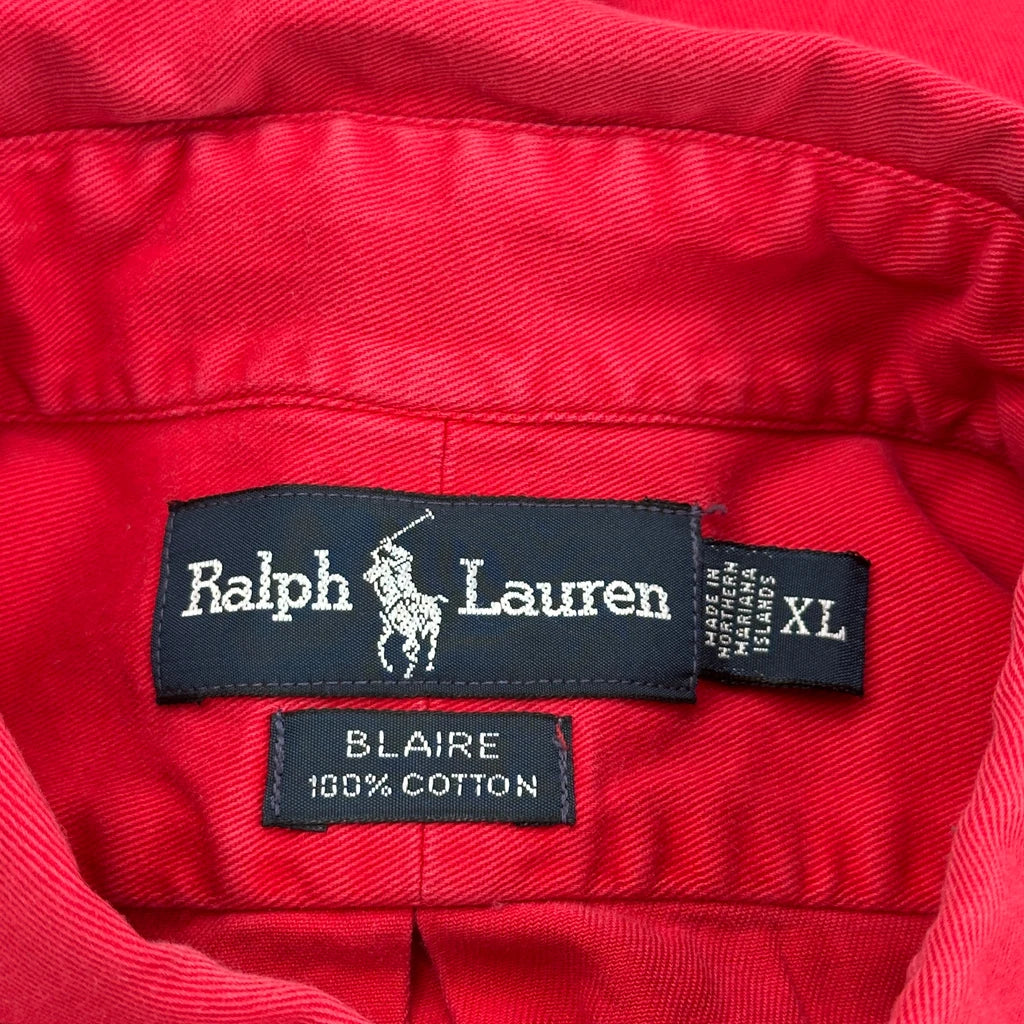 Ralph Lauren
MADE IN
NORTHERN
MARIANA
ISLANDS
XL
BLAIRE
100% COTTON